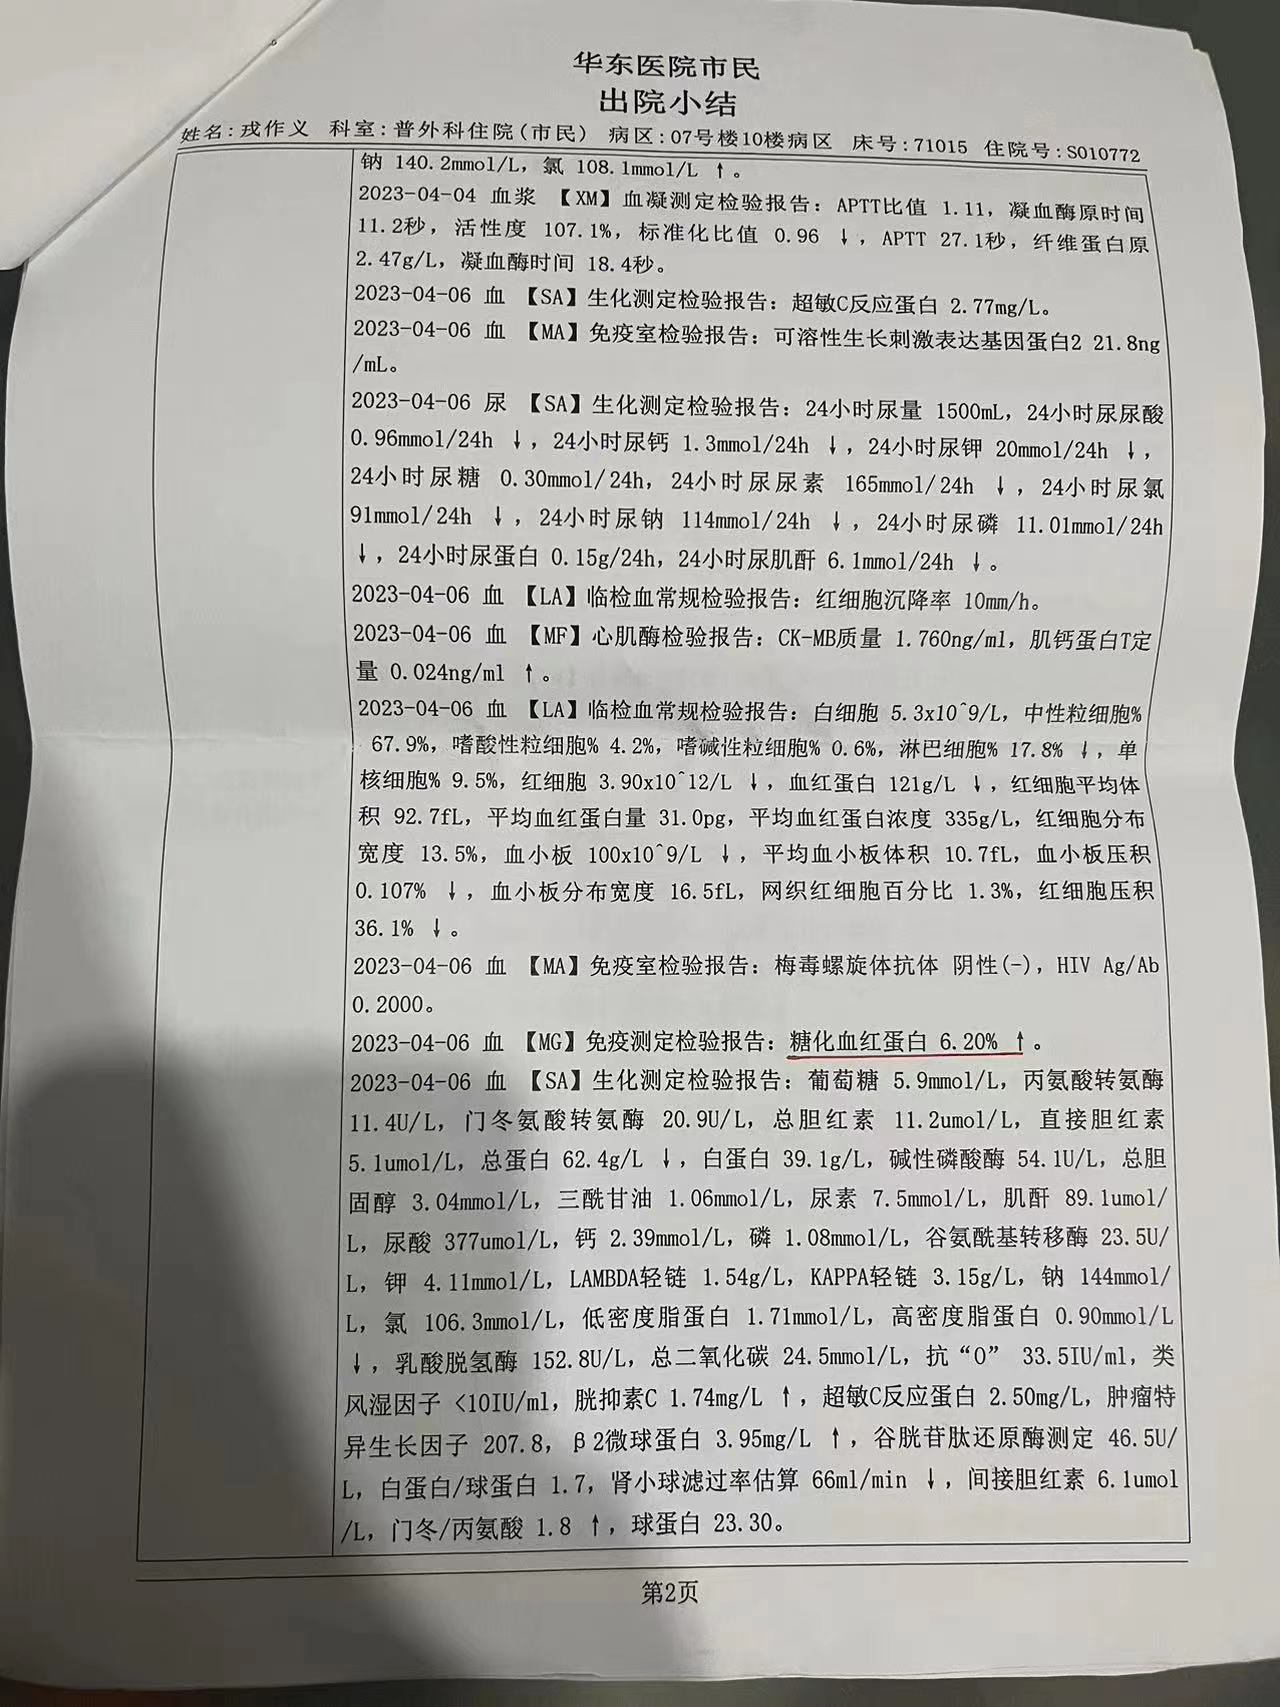 华东医院市民
出院小结
姓名:戎作义 科室:普外科住院(市民) 病区:07号楼10楼病区 床号:71015 住院号:S010772
钠 140.2mmol/L, 氯 108.1mmol/L ↑。
2023-04-04 血浆 【XM】血凝测定检验报告: APTT比值 1.11, 凝血酶原时间
11.2秒, 活性度 107.1%, 标准化比值 0.96 ↓, APTT 27.1秒, 纤维蛋白原
2.47g/L, 凝血酶时间 18.4秒。
2023-04-06 血 【SA】生化测定检验报告: 超敏C反应蛋白 2.77mg/L。
2023-04-06 血 【MA】免疫室检验报告: 可溶性生长刺激表达基因蛋白2 21.8ng
/mL。
2023-04-06 尿 【SA】生化测定检验报告: 24小时尿量 1500mL, 24小时尿尿酸
0.96mmol/24h ↓, 24小时尿钙 1.3mmol/24h ↓, 24小时尿钾 20mmol/24h ↓,
24小时尿糖 0.30mmol/24h, 24小时尿尿素 165mmol/24h ↓, 24小时尿氯
91mmol/24h ↓, 24小时尿钠 114mmol/24h ↓, 24小时尿磷 11.01mmol/24h
↓, 24小时尿蛋白 0.15g/24h, 24小时尿肌酐 6.1mmol/24h ↓。
2023-04-06 血 【LA】临检血常规检验报告: 红细胞沉降率 10mm/h。
2023-04-06 血 【MF】心肌酶检验报告: CK-MB质量 1.760ng/ml, 肌钙蛋白T定
量 0.024ng/ml ↑。
2023-04-06 血 【LA】临检血常规检验报告: 白细胞 5.3x10^9/L, 中性粒细胞%
67.9%, 嗜酸性粒细胞% 4.2%, 嗜碱性粒细胞% 0.6%, 淋巴细胞% 17.8% ↓, 单
核细胞% 9.5%, 红细胞 3.90x10^12/L ↓, 血红蛋白 121g/L ↓, 红细胞平均体
积 92.7fL, 平均血红蛋白量 31.0pg, 平均血红蛋白浓度 335g/L, 红细胞分布
宽度 13.5%, 血小板 100x10^9/L ↓, 平均血小板体积 10.7fL, 血小板压积
0.107% ↓, 血小板分布宽度 16.5fL, 网织红细胞百分比 1.3%, 红细胞压积
36.1% ↓。
2023-04-06 血 【MA】免疫室检验报告: 梅毒螺旋体抗体 阴性(-), HIV Ag/Ab
0.2000。
2023-04-06 血 【MG】免疫测定检验报告: 糖化血红蛋白 6.20% ↑。
2023-04-06 血 【SA】生化测定检验报告: 葡萄糖 5.9mmol/L, 丙氨酸转氨酶
11.4U/L, 门冬氨酸转氨酶 20.9U/L, 总胆红素 11.2umol/L, 直接胆红素
5.1umol/L, 总蛋白 62.4g/L ↓, 白蛋白 39.1g/L, 碱性磷酸酶 54.1U/L, 总胆
固醇 3.04mmol/L, 三酰甘油 1.06mmol/L, 尿素 7.5mmol/L, 肌酐 89.1umol/
L, 尿酸 377umol/L, 钙 2.39mmol/L, 磷 1.08mmol/L, 谷氨酰基转移酶 23.5U/
L, 钾 4.11mmol/L, LAMBDA轻链 1.54g/L, KAPPA轻链 3.15g/L, 钠 144mmol/
L, 氯 106.3mmol/L, 低密度脂蛋白 1.71mmol/L, 高密度脂蛋白 0.90mmol/L
↓, 乳酸脱氢酶 152.8U/L, 总二氧化碳 24.5mmol/L, 抗“O” 33.5IU/ml, 类
风湿因子 <10IU/ml, 胱抑素C 1.74mg/L ↑, 超敏C反应蛋白 2.50mg/L, 肿瘤特
异生长因子 207.8, β2微球蛋白 3.95mg/L ↑, 谷胱苷肽还原酶测定 46.5U/
L, 白蛋白/球蛋白 1.7, 肾小球滤过率估算 66ml/min ↓, 间接胆红素 6.1umol
/L, 门冬/丙氨酸 1.8 ↑, 球蛋白 23.30。
第2页